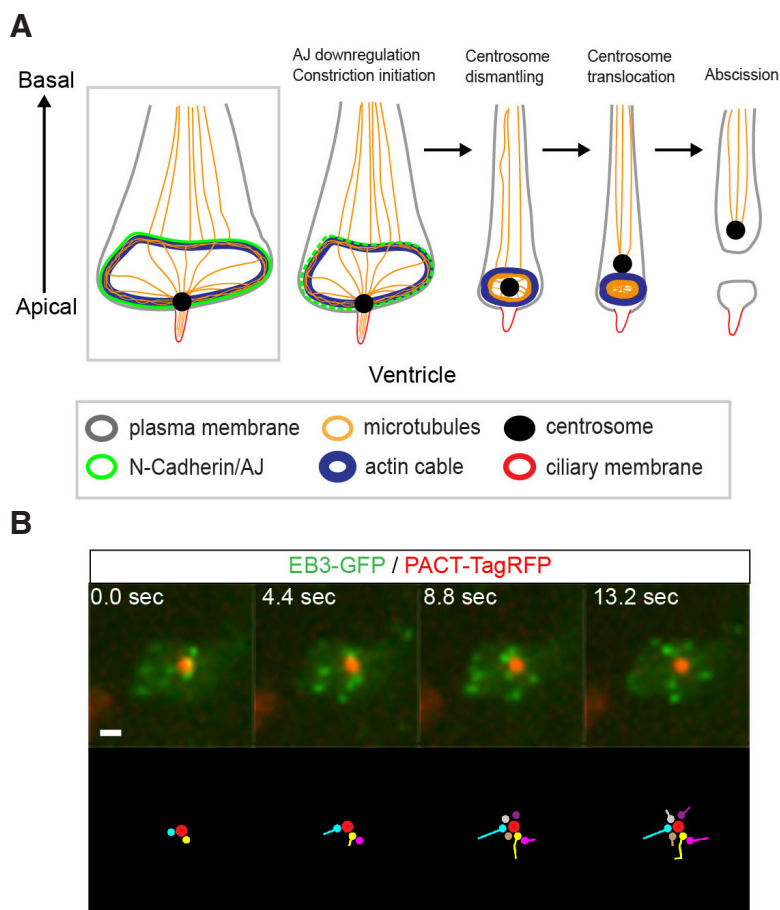 A
AJ downregulation
Constriction initiation
Centrosome
dismantling
Centrosome
translocation
Abscission
Basal
Apical
Ventricle
plasma membrane
microtubules
centrosome
N-Cadherin/AJ
actin cable
ciliary membrane
B
EB3-GFP / PACT-TagRFP
0.0 sec
4.4 sec
8.8 sec
13.2 sec